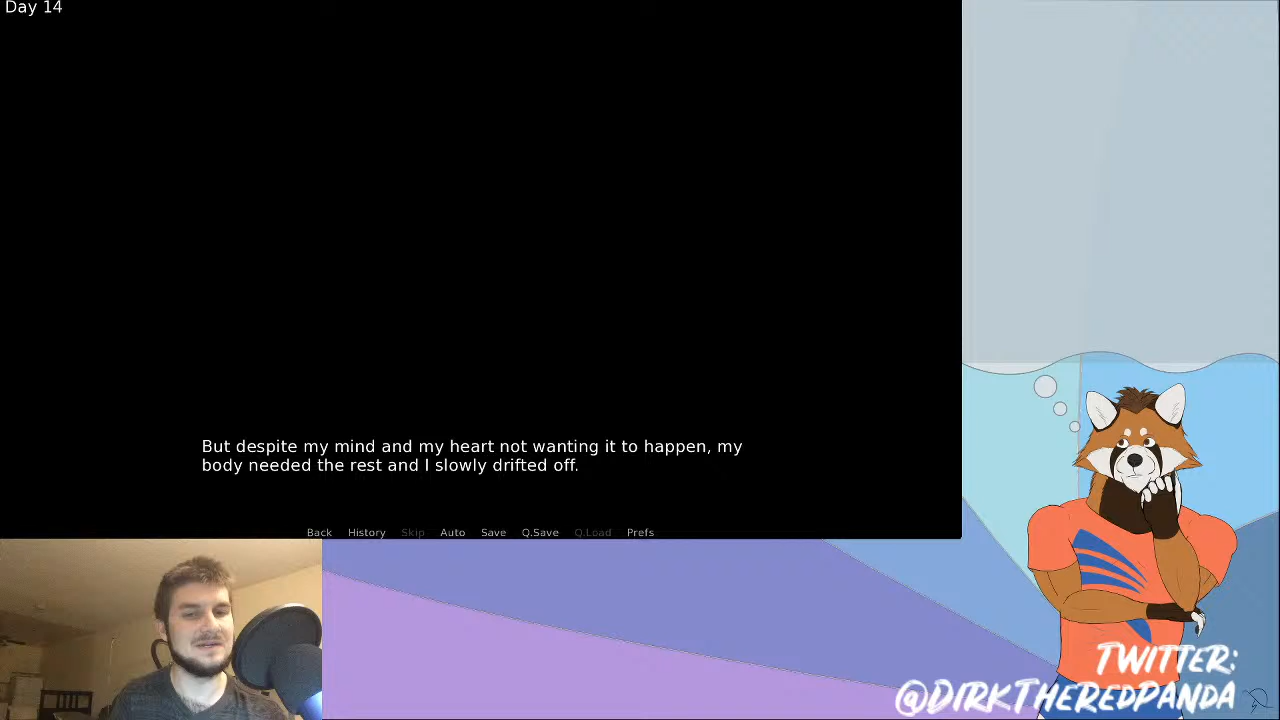 Day 14
But despite my mind and my heart not wanting it to happen, my
body needed the rest and I slowly drifted off.
Back History Skip Auto Save Q.Save Q.Load Prefs
TWITTER:
@DIRKTHEREDPANDA